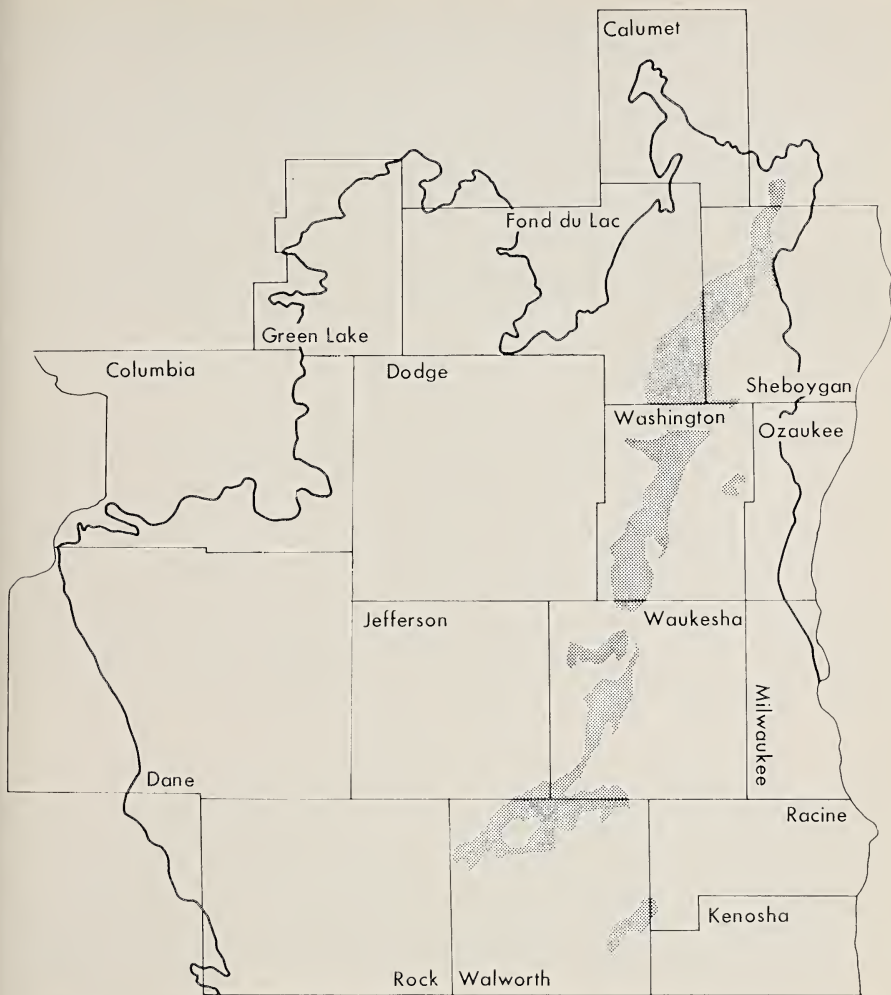 Calumet
Fond du Lac
Green Lake
Columbia
Dodge
Sheboygan
Washington
Ozaukee
Jefferson
Waukesha
Milwaukee
Dane
Racine
Kenosha
Rock
Walworth